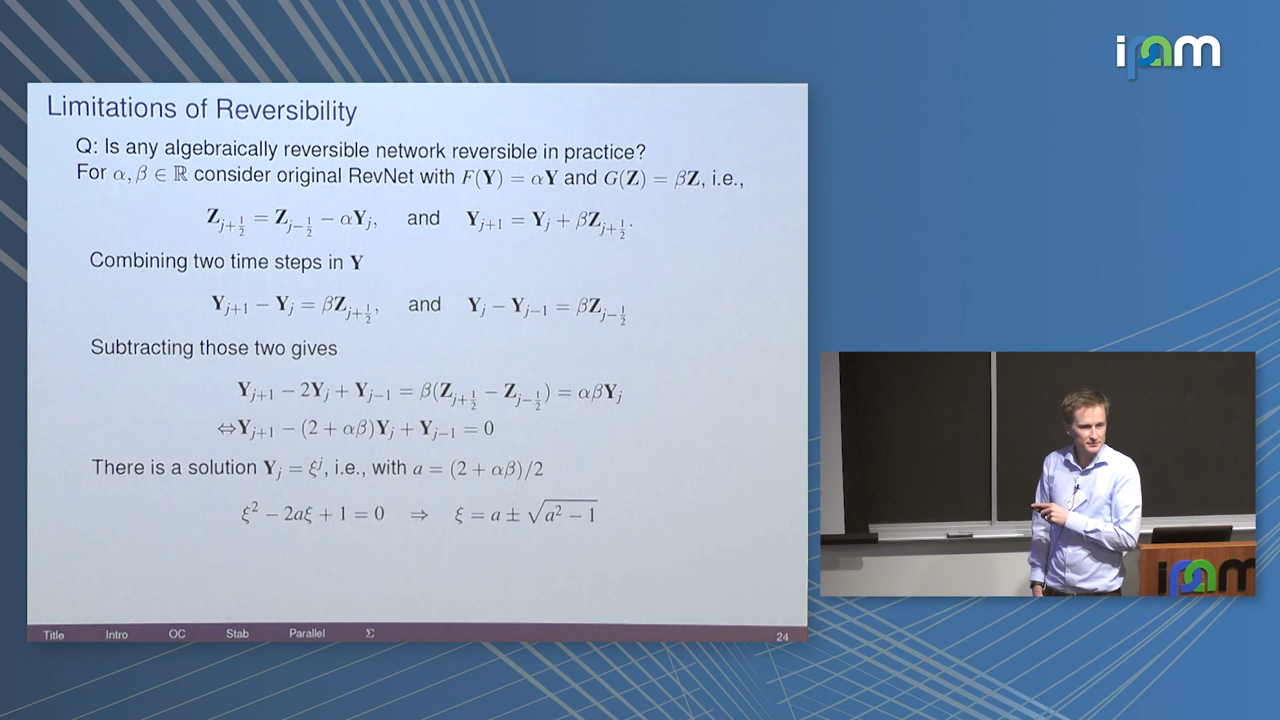 ipam
Limitations of Reversibility
Q: Is any algebraically reversible network reversible in practice?
For α, β ∈ ℝ consider original RevNet with F(Y) = αY and G(Z) = βZ, i.e.,
Z_{j+1/2} = Z_{j−1/2} − αY_j, and Y_{j+1} = Y_j + βZ_{j+1/2}.
Combining two time steps in Y
Y_{j+1} − Y_j = βZ_{j+1/2}, and Y_j − Y_{j−1} = βZ_{j−1/2}
Subtracting those two gives
Y_{j+1} − 2Y_j + Y_{j−1} = β(Z_{j+1/2} − Z_{j−1/2}) = αβY_j
⇔Y_{j+1} − (2 + αβ)Y_j + Y_{j−1} = 0
There is a solution Y_j = ξ^j, i.e., with a = (2 + αβ)/2
ξ² − 2aξ + 1 = 0 ⇒ ξ = a ± √(a² − 1)
Title Intro OC Stab Parallel Σ 24
ipam